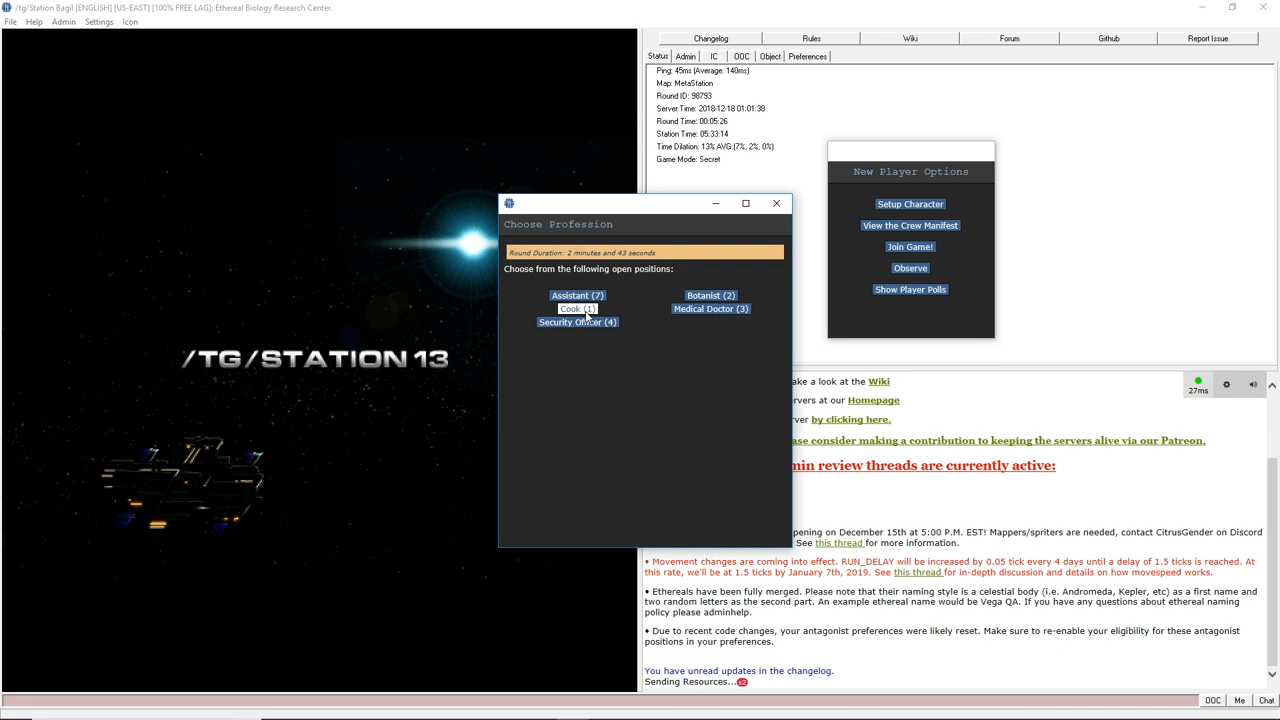 /tg/Station Bagil [ENGLISH] [US-EAST] [100% FREE LAG]: Ethereal Biology Research Center.
File Help Admin Settings Icon
Changelog Rules Wiki Forum Github Report Issue
Status Admin IC OOC Object Preferences
Ping: 45ms (Average: 140ms)
Map: MetaStation
Round ID: 98793
Server Time: 2018-12-18 01:01:38
Round Time: 00:05:26
Station Time: 05:33:14
Time Dilation: 13% AVG:(7%, 2%, 0%)
Game Mode: Secret
New Player Options
Setup Character
View the Crew Manifest
Join Game!
Observe
Show Player Polls
Choose Profession
Round Duration: 2 minutes and 43 seconds
Choose from the following open positions:
Assistant (7) Botanist (2)
Cook (1) Medical Doctor (3)
Security Officer (4)
/TG/STATION 13
ake a look at the Wiki
rvers at our Homepage
ver by clicking here.
ase consider making a contribution to keeping the servers alive via our Patreon.
min review threads are currently active:
27ms
pening on December 15th at 5:00 P.M. EST! Mappers/spriters are needed, contact CitrusGender on Discord
See this thread for more information.
• Movement changes are coming into effect. RUN_DELAY will be increased by 0.05 tick every 4 days until a delay of 1.5 ticks is reached. At
this rate, we'll be at 1.5 ticks by January 7th, 2019. See this thread for in-depth discussion and details on how movespeed works.
• Ethereals have been fully merged. Please note that their naming style is a celestial body (i.e. Andromeda, Kepler, etc) as a first name and
two random letters as the second part. An example ethereal name would be Vega QA. If you have any questions about ethereal naming
policy please adminhelp.
• Due to recent code changes, your antagonist preferences were likely reset. Make sure to re-enable your eligibility for these antagonist
positions in your preferences.
You have unread updates in the changelog.
Sending Resources...x2
OOC Me Chat